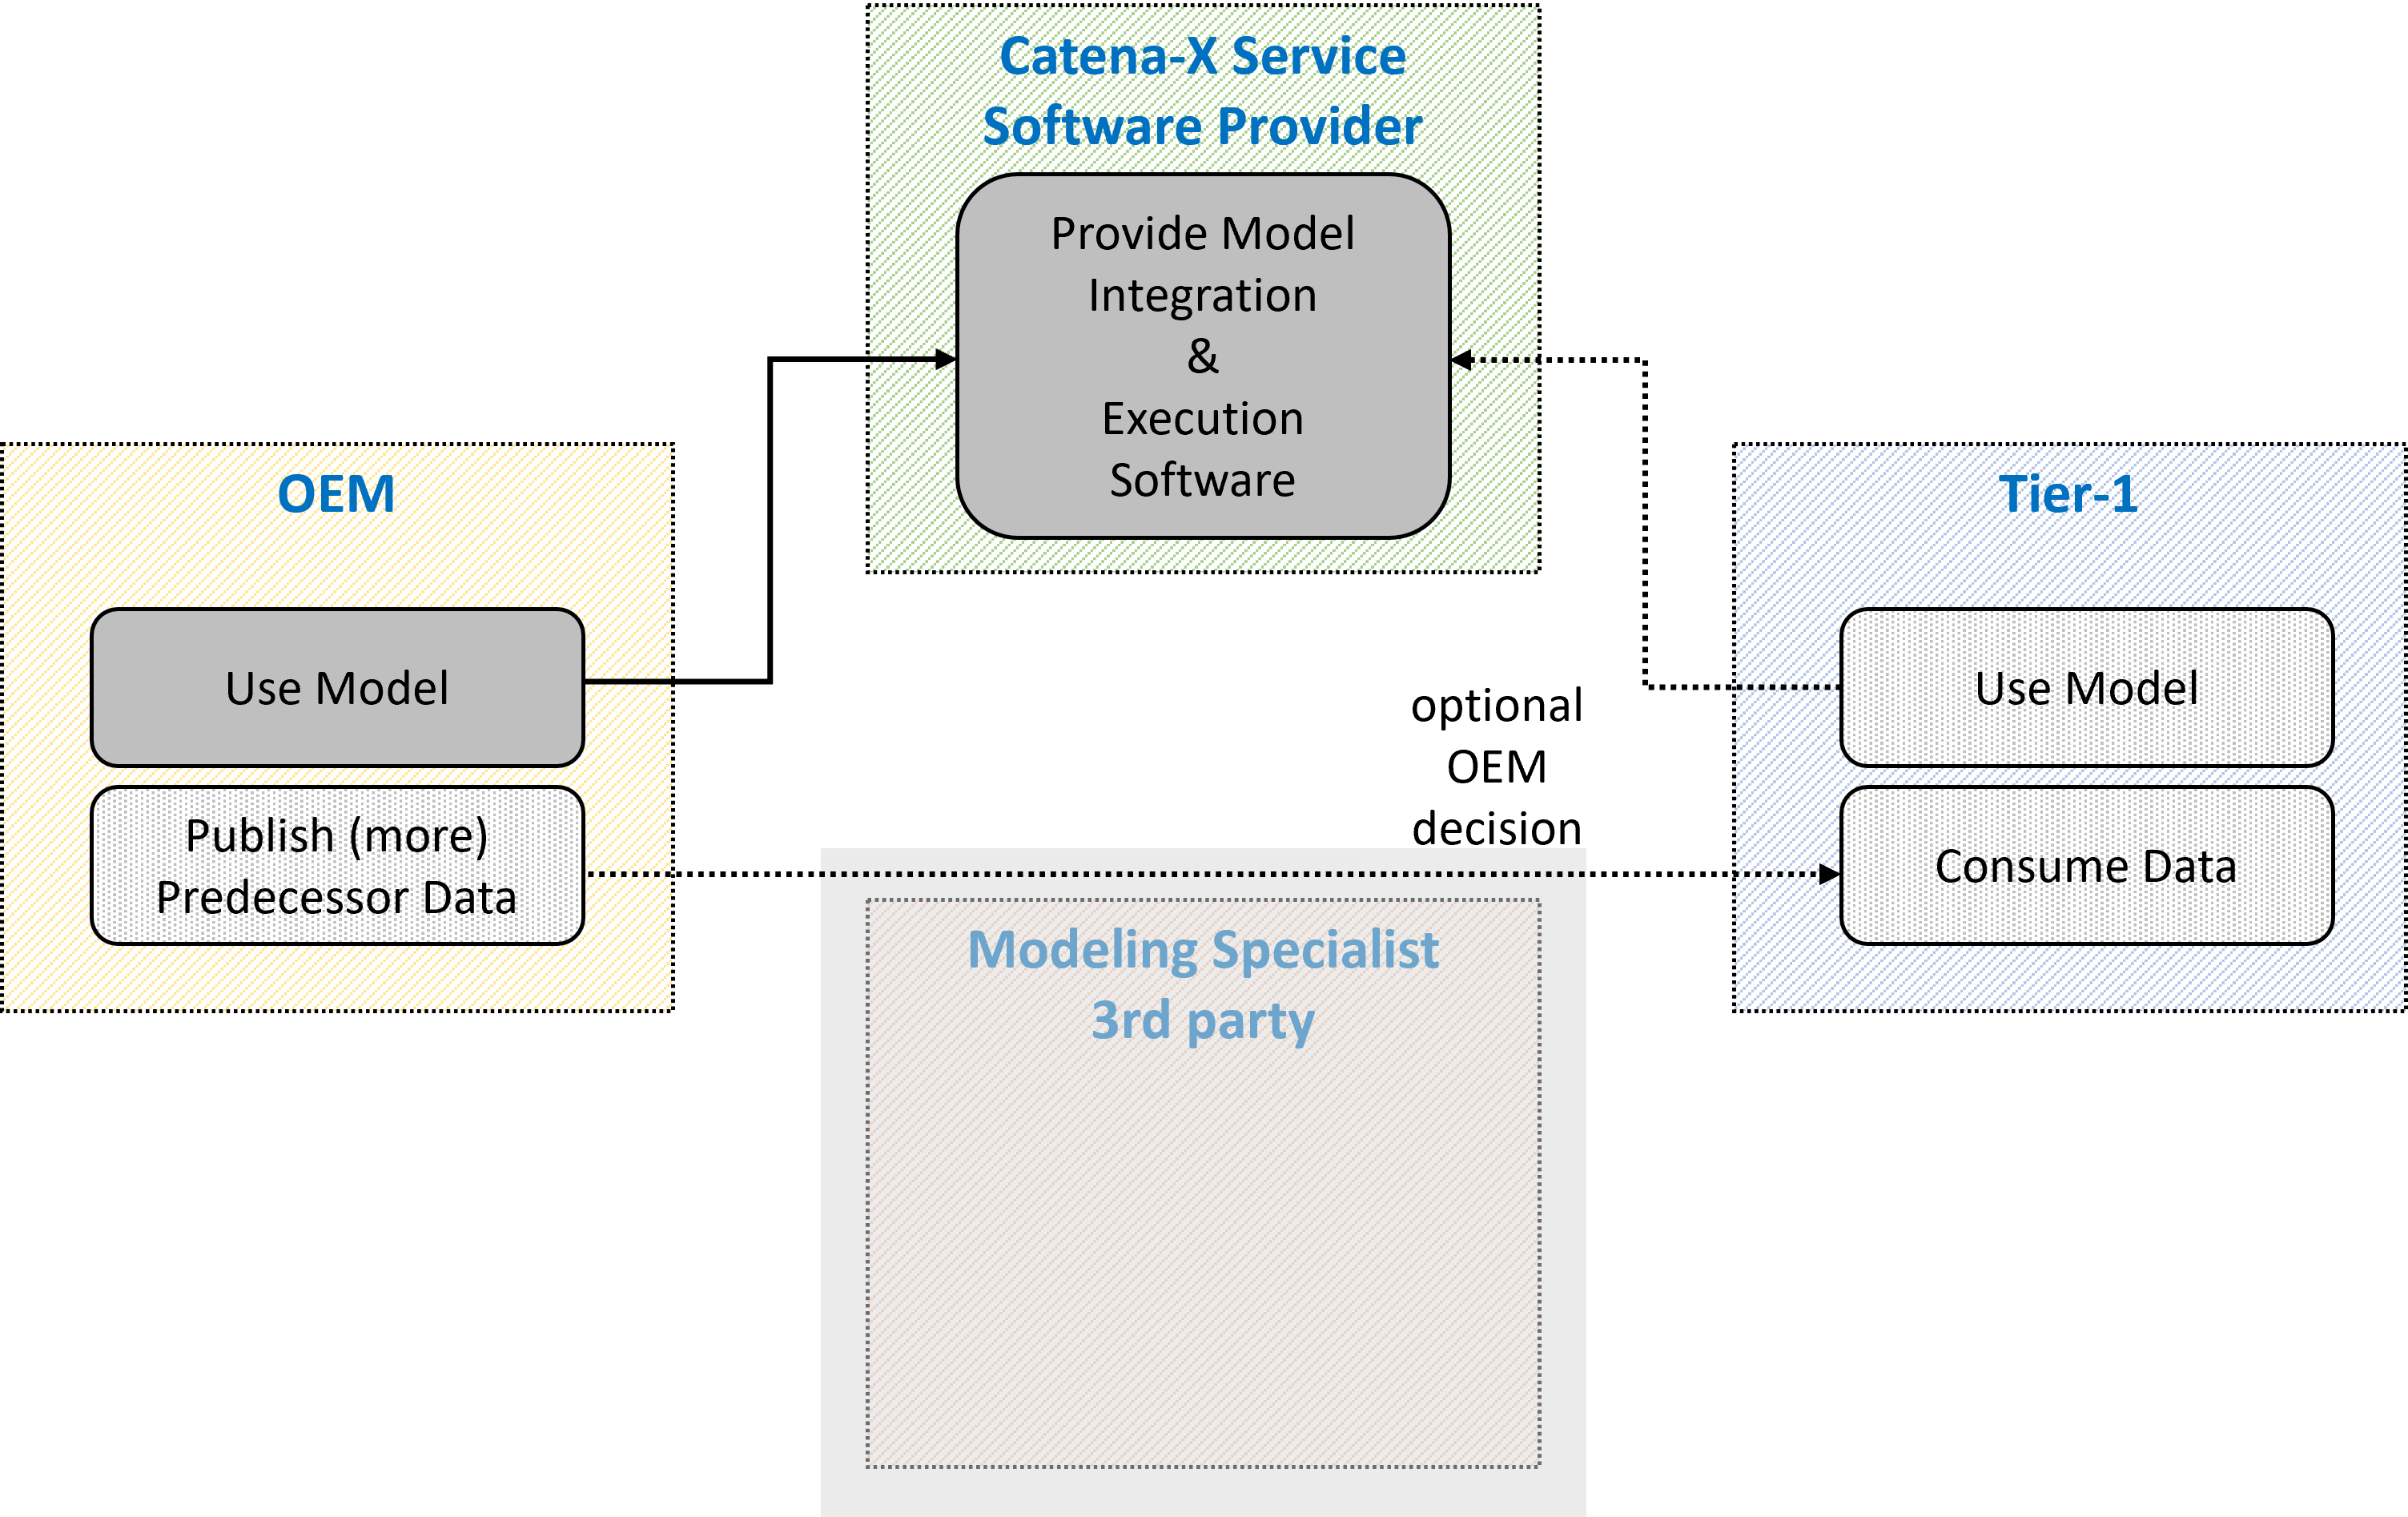 Catena-X Service
Software Provider
Provide Model
Integration
&
Execution
Software
OEM
Use Model
Publish (more)
Predecessor Data
optional
OEM
decision
Tier-1
Use Model
Consume Data
Modeling Specialist
3rd party